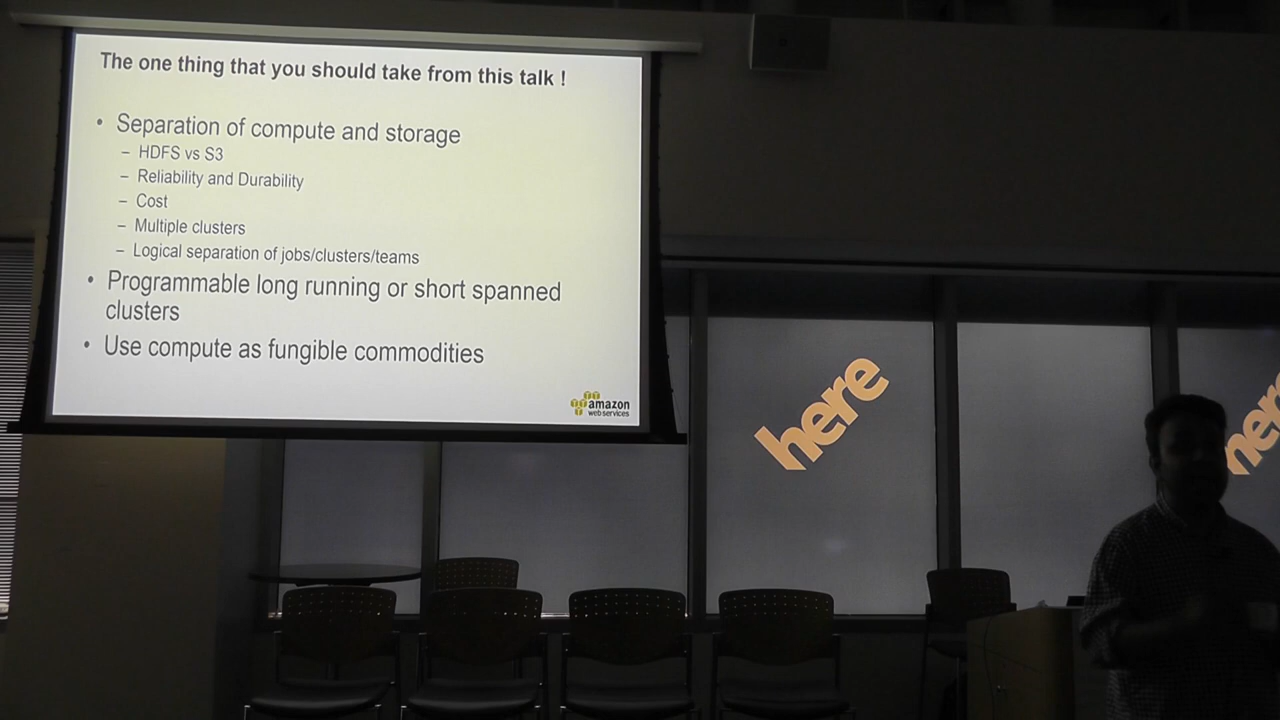 The one thing that you should take from this talk !
• Separation of compute and storage
– HDFS vs S3
– Reliability and Durability
– Cost
– Multiple clusters
– Logical separation of jobs/clusters/teams
• Programmable long running or short spanned
clusters
• Use compute as fungible commodities
amazon
web services
here
here